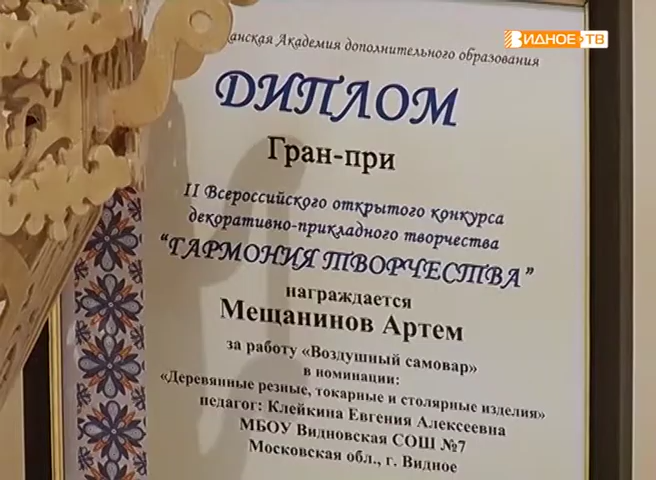 ВИДНОЕ-ТВ
Академия дополнительного образования
ДИПЛОМ
Гран-при
II Всероссийского открытого конкурса
декоративно-прикладного творчества
“ГАРМОНИЯ ТВОРЧЕСТВА”
награждается
Мещанинов Артем
за работу «Воздушный самовар»
в номинации:
«Деревянные резные, токарные и столярные изделия»
педагог: Клейкина Евгения Алексеевна
МБОУ Видновская СОШ №7
Московская обл., г. Видное